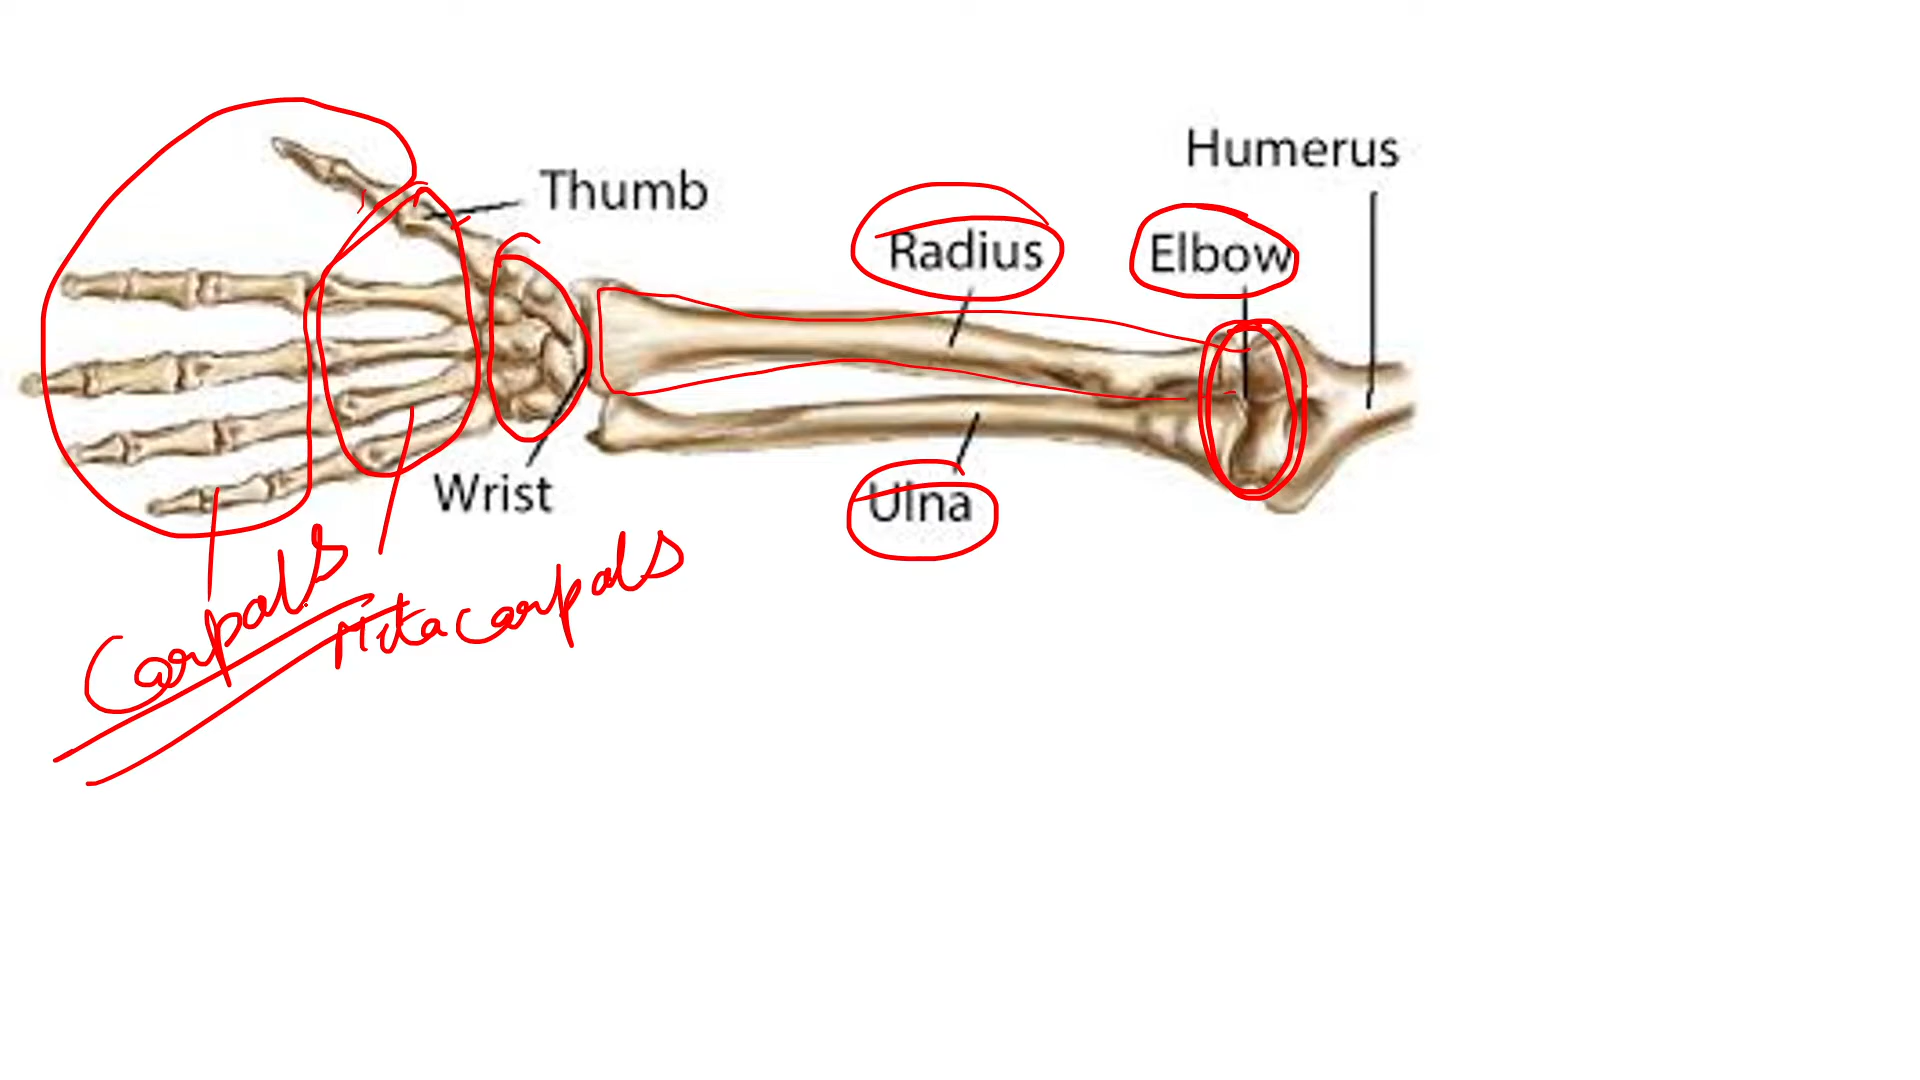 Humerus
Thumb
Radius
Elbow
Wrist
Ulna
Carpals
Metacarpals